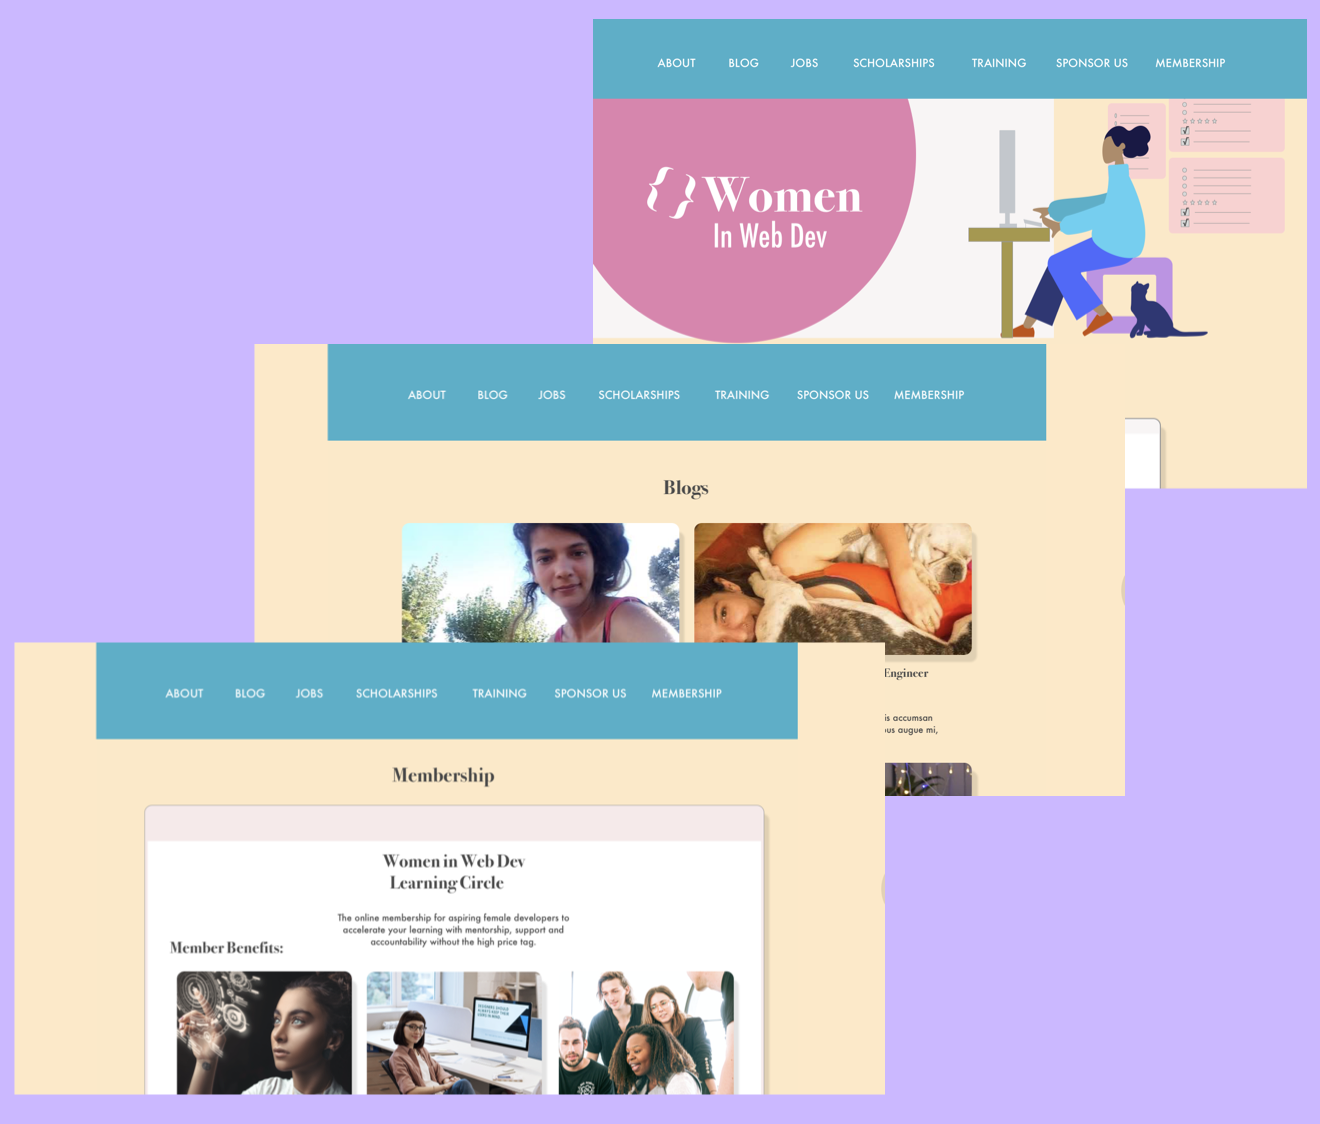 ABOUT BLOG JOBS SCHOLARSHIPS TRAINING SPONSOR US MEMBERSHIP
{} Women
In Web Dev
ABOUT BLOG JOBS SCHOLARSHIPS TRAINING SPONSOR US MEMBERSHIP
Blogs
Engineer
is accumsan
us augue mi,
ABOUT BLOG JOBS SCHOLARSHIPS TRAINING SPONSOR US MEMBERSHIP
Membership
Women in Web Dev
Learning Circle
The online membership for aspiring female developers to
accelerate your learning with mentorship, support and
accountability without the high price tag.
Member Benefits: